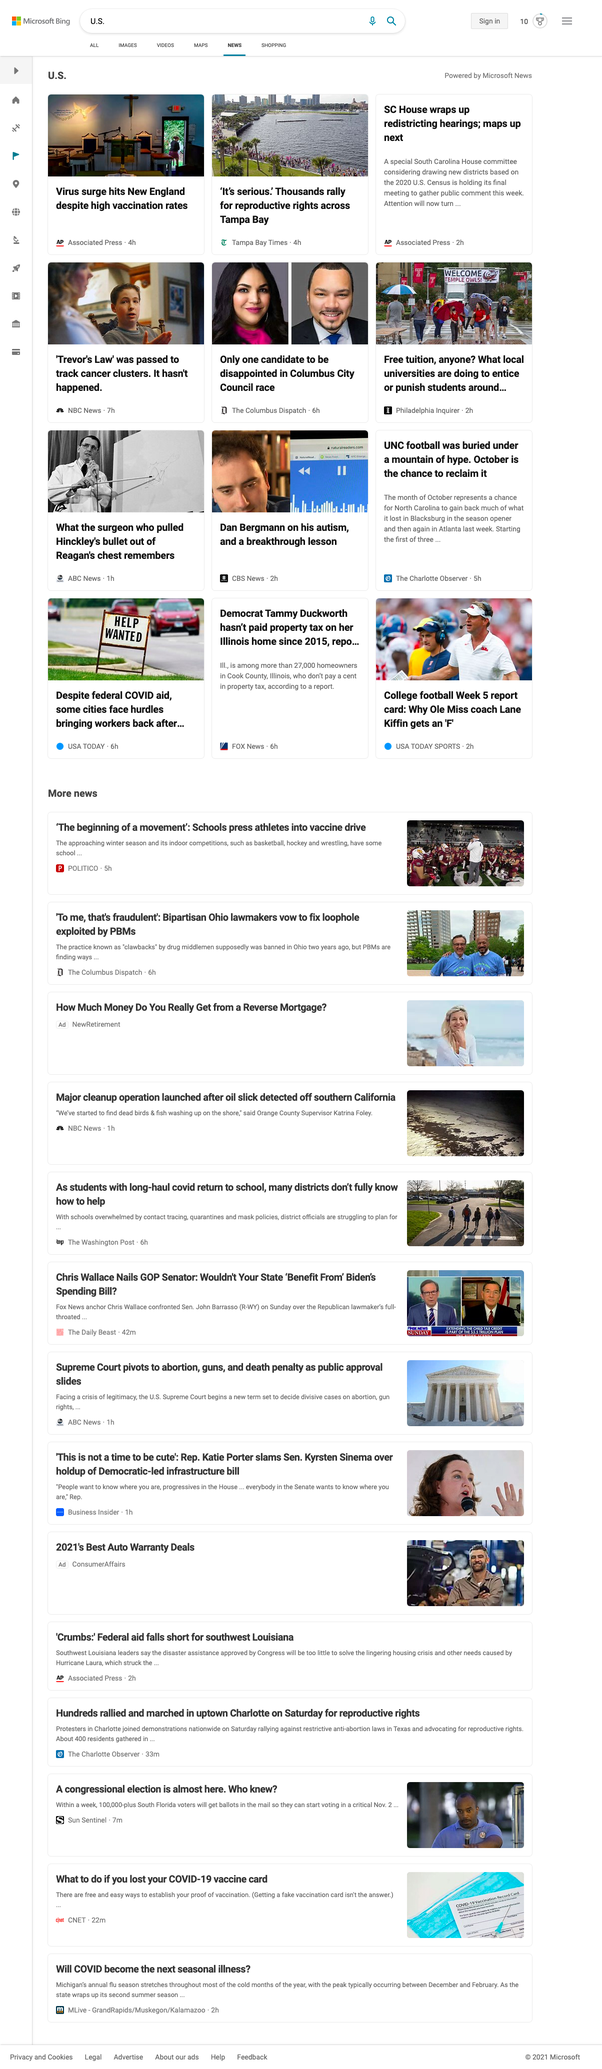 Microsoft Bing
U.S.
Sign in
10
ALL
IMAGES
VIDEOS
MAPS
NEWS
SHOPPING
U.S.
Powered by Microsoft News
Virus surge hits New England
despite high vaccination rates
AP Associated Press · 4h
‘It’s serious.’ Thousands rally
for reproductive rights across
Tampa Bay
Tampa Bay Times · 4h
SC House wraps up
redistricting hearings; maps up
next
A special South Carolina House committee
considering drawing new districts based on
the 2020 U.S. Census is holding its final
meeting to gather public comment this week.
Attention will now turn ...
AP Associated Press · 2h
'Trevor's Law' was passed to
track cancer clusters. It hasn't
happened.
NBC News · 7h
Only one candidate to be
disappointed in Columbus City
Council race
The Columbus Dispatch · 6h
WELCOME
TEMPLE OWLS!
Free tuition, anyone? What local
universities are doing to entice
or punish students around...
Philadelphia Inquirer · 2h
What the surgeon who pulled
Hinckley's bullet out of
Reagan's chest remembers
ABC News · 1h
Dan Bergmann on his autism,
and a breakthrough lesson
CBS News · 2h
UNC football was buried under
a mountain of hype. October is
the chance to reclaim it
The month of October represents a chance
for North Carolina to gain back much of what
it lost in Blacksburg in the season opener
and then again in Atlanta last week. Starting
the first of three ...
The Charlotte Observer · 5h
HELP
WANTED
Despite federal COVID aid,
some cities face hurdles
bringing workers back after...
USA TODAY · 6h
Democrat Tammy Duckworth
hasn’t paid property tax on her
Illinois home since 2015, repo...
Ill., is among more than 27,000 homeowners
in Cook County, Illinois, who don't pay a cent
in property tax, according to a report.
FOX News · 6h
College football Week 5 report
card: Why Ole Miss coach Lane
Kiffin gets an 'F'
USA TODAY SPORTS · 2h
More news
‘The beginning of a movement’: Schools press athletes into vaccine drive
The approaching winter season and its indoor competitions, such as basketball, hockey and wrestling, have some
school ...
POLITICO · 5h
'To me, that's fraudulent': Bipartisan Ohio lawmakers vow to fix loophole
exploited by PBMs
The practice known as "clawbacks" by drug middlemen supposedly was banned in Ohio two years ago, but PBMs are
finding ways ...
The Columbus Dispatch · 6h
How Much Money Do You Really Get from a Reverse Mortgage?
Ad NewRetirement
Major cleanup operation launched after oil slick detected off southern California
"We've started to find dead birds & fish washing up on the shore," said Orange County Supervisor Katrina Foley.
NBC News · 1h
As students with long-haul covid return to school, many districts don’t fully know
how to help
With schools overwhelmed by contact tracing, quarantines and mask policies, district officials are struggling to plan for
...
The Washington Post · 6h
Chris Wallace Nails GOP Senator: Wouldn’t Your State ‘Benefit From’ Biden’s
Spending Bill?
Fox News anchor Chris Wallace confronted Sen. John Barrasso (R-WY) on Sunday over the Republican lawmaker's full-
throated ...
The Daily Beast · 42m
SUNDAY
Supreme Court pivots to abortion, guns, and death penalty as public approval
slides
Facing a crisis of legitimacy, the U.S. Supreme Court begins a new term set to decide divisive cases on abortion, gun
rights, ...
ABC News · 1h
'This is not a time to be cute': Rep. Katie Porter slams Sen. Kyrsten Sinema over
holdup of Democratic-led infrastructure bill
"People want to know where you are, progressives in the House ... everybody in the Senate wants to know where you
are," Rep.
Business Insider · 1h
2021's Best Auto Warranty Deals
Ad ConsumerAffairs
'Crumbs:' Federal aid falls short for southwest Louisiana
Southwest Louisiana leaders say the disaster assistance approved by Congress will be too little to solve the lingering housing crisis and other needs caused by
Hurricane Laura, which struck the ...
AP Associated Press · 2h
Hundreds rallied and marched in uptown Charlotte on Saturday for reproductive rights
Protesters in Charlotte joined demonstrations nationwide on Saturday rallying against restrictive anti-abortion laws in Texas and advocating for reproductive rights.
About 400 residents gathered in ...
The Charlotte Observer · 33m
A congressional election is almost here. Who knew?
Within a week, 100,000-plus South Florida voters will get ballots in the mail so they can start voting in a critical Nov. 2 ...
Sun Sentinel · 7m
What to do if you lost your COVID-19 vaccine card
There are free and easy ways to establish your proof of vaccination. (Getting a fake vaccination card isn't the answer.)
...
CNET · 22m
COVID-19 Vaccination Record Card
Will COVID become the next seasonal illness?
Michigan's annual flu season stretches throughout most of the cold months of the year, with the peak typically occurring between December and February. As the
state wraps up its second summer season ...
MLive - GrandRapids/Muskegon/Kalamazoo · 2h
Privacy and Cookies
Legal
Advertise
About our ads
Help
Feedback
© 2021 Microsoft